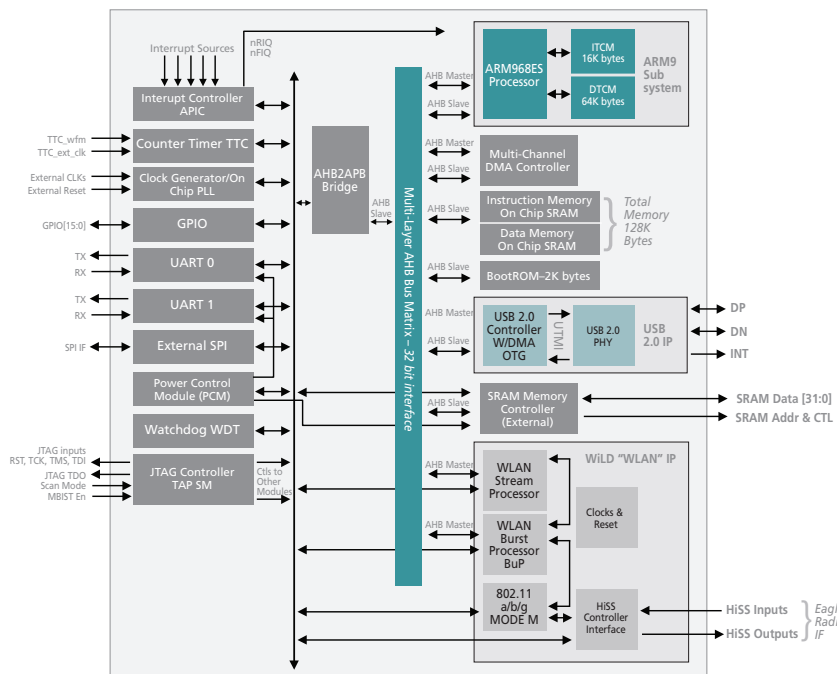 Interrupt Sources
nRIQ
nFIQ
Interupt Controller
APIC
TTC_wfm
TTC_ext_clk
Counter Timer TTC
External CLKs
External Reset
Clock Generator/On
Chip PLL
GPIO[15:0]
GPIO
TX
RX
UART 0
TX
RX
UART 1
SPI IF
External SPI
Power Control
Module (PCM)
Watchdog WDT
JTAG inputs
RST, TCK, TMS, TDI
JTAG TDO
Scan Mode
MBIST En
JTAG Controller
TAP SM
Ctls to
Other
Modules
AHB2APB
Bridge
AHB
Slave
Multi-Layer AHB Bus Matrix – 32 bit interface
AHB Master
AHB Slave
ARM968ES
Processor
ITCM
16K bytes
DTCM
64K bytes
ARM9
Sub
system
AHB Master
AHB Slave
Multi-Channel
DMA Controller
AHB Slave
Instruction Memory
On Chip SRAM
Data Memory
On Chip SRAM
Total
Memory
128K
Bytes
AHB Slave
BootROM–2K bytes
AHB Master
AHB Slave
USB 2.0
Controller
W/DMA
OTG
UTMI
USB 2.0
PHY
USB
2.0 IP
DP
DN
INT
AHB Slave
SRAM Memory
Controller
(External)
SRAM Data [31:0]
SRAM Addr & CTL
WiLD "WLAN" IP
AHB Master
WLAN
Stream
Processor
Clocks &
Reset
AHB Master
WLAN
Burst
Processor
BuP
802.11
a/b/g
MODE M
HiSS
Controller
Interface
HiSS Inputs
HiSS Outputs
Eagl
Radi
IF